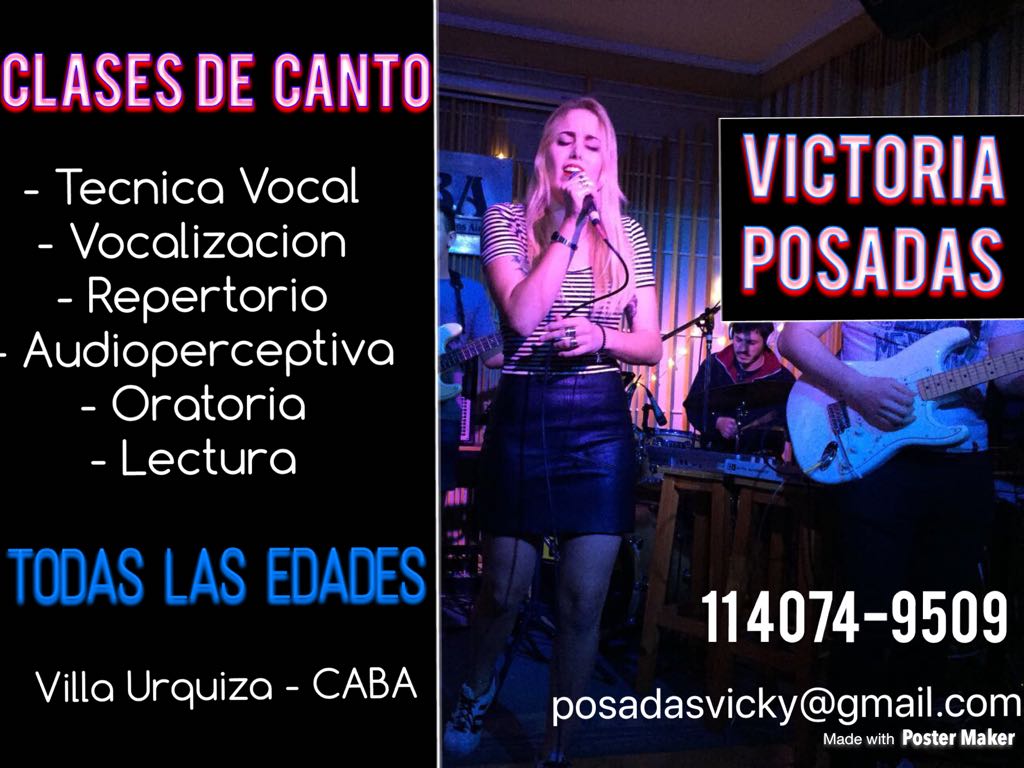 CLASES DE CANTO
- Tecnica Vocal
- Vocalizacion
- Repertorio
- Audioperceptiva
- Oratoria
- Lectura
TODAS LAS EDADES
Villa Urquiza - CABA
VICTORIA
POSADAS
114074-9509
posadasvicky@gmail.com
Made with Poster Maker